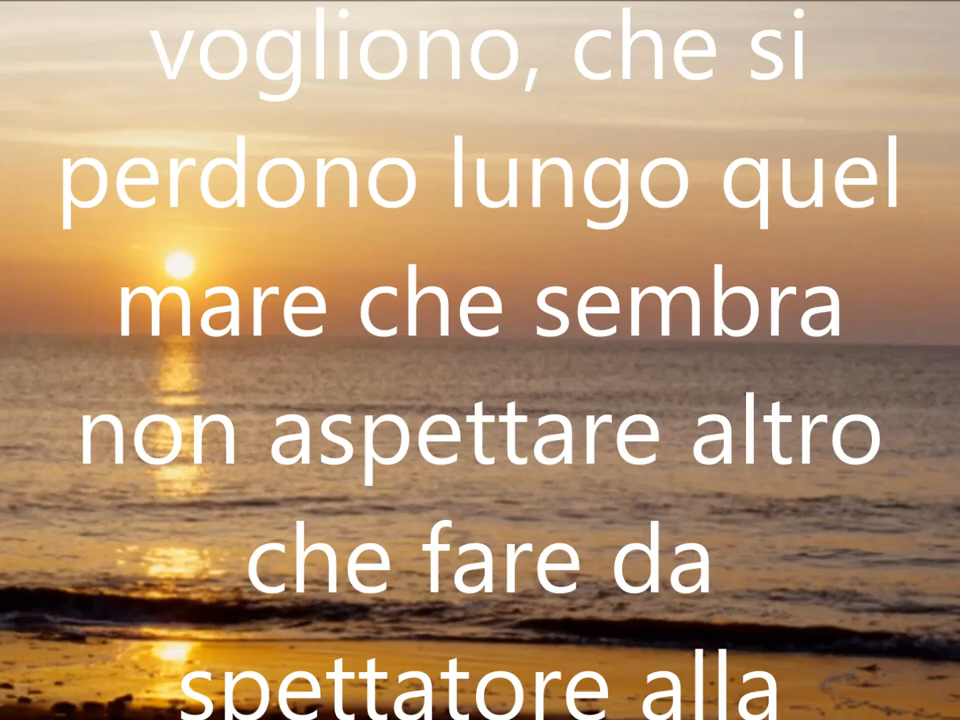 vogliono, che si
perdono lungo quel
mare che sembra
non aspettare altro
che fare da
spettatore alla